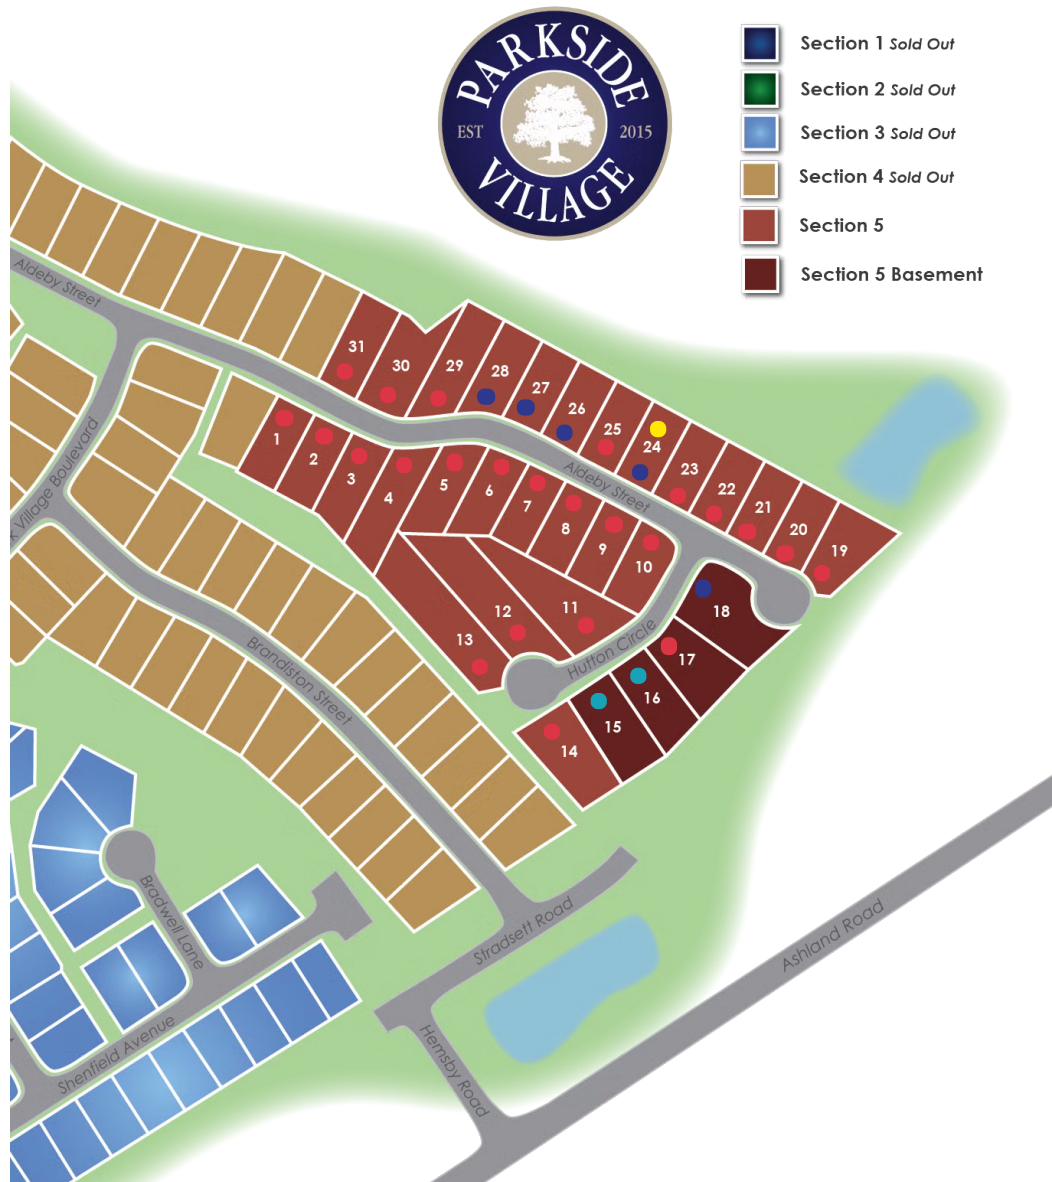 PARKSIDE
EST 2015
VILLAGE
Section 1 Sold Out
Section 2 Sold Out
Section 3 Sold Out
Section 4 Sold Out
Section 5
Section 5 Basement
Aldeby Street
31
30
29
28
27
26
25
24
23
22
21
20
19
1
2
3
4
5
6
7
8
9
10
Aldeby Street
k Village Boulevard
11
12
13
18
17
16
15
14
Hutton Circle
Brandiston Street
Bradwell Lane
Stradsett Road
Ashland Road
Shenfield Avenue
Hemsby Road